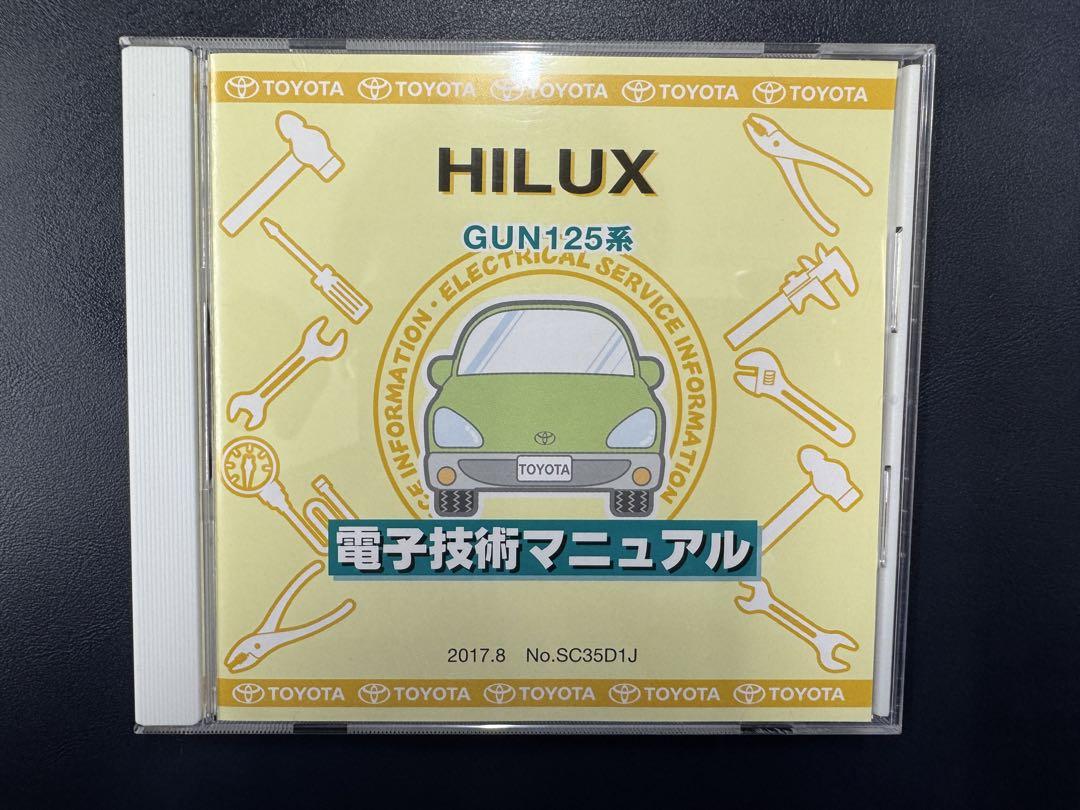 TOYOTA TOYOTA TOYOTA TOYOTA TOYOTA
HILUX
GUN125系
CE INFORMATION・ELECTRICAL SERVICE INFORMATION
TOYOTA
電子技術マニュアル
2017.8 No.SC35D1J
TOYOTA TOYOTA TOYOTA TOYOTA TOYOTA